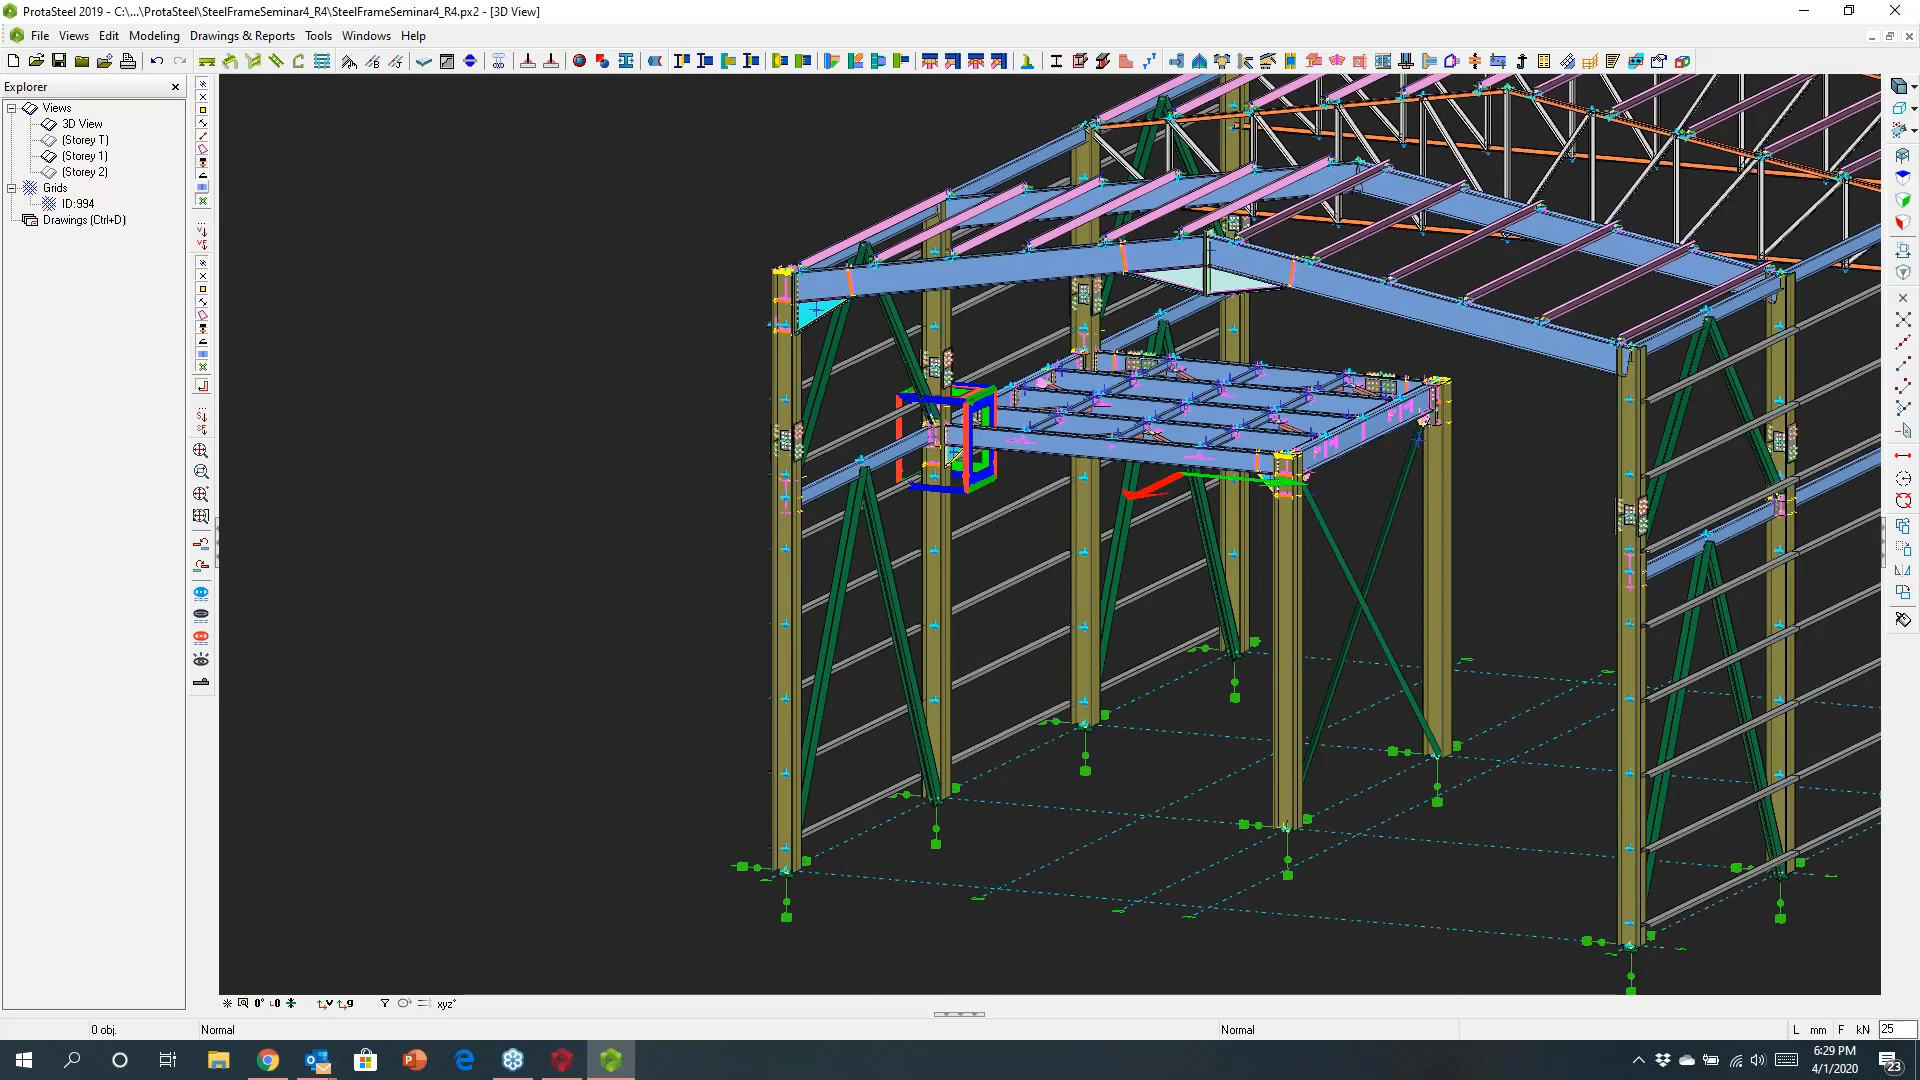 ProtaSteel 2019 - C:\...\ProtaSteel\SteelFrameSeminar4_R4\SteelFrameSeminar4_R4.px2 - [3D View]
File Views Edit Modeling Drawings & Reports Tools Windows Help
Explorer
Views
3D View
(Storey T)
(Storey 1)
(Storey 2)
Grids
ID:994
Drawings (Ctrl+D)
xyz*
0 obj. Normal Normal L mm F kN 25
6:29 PM
4/1/2020
23